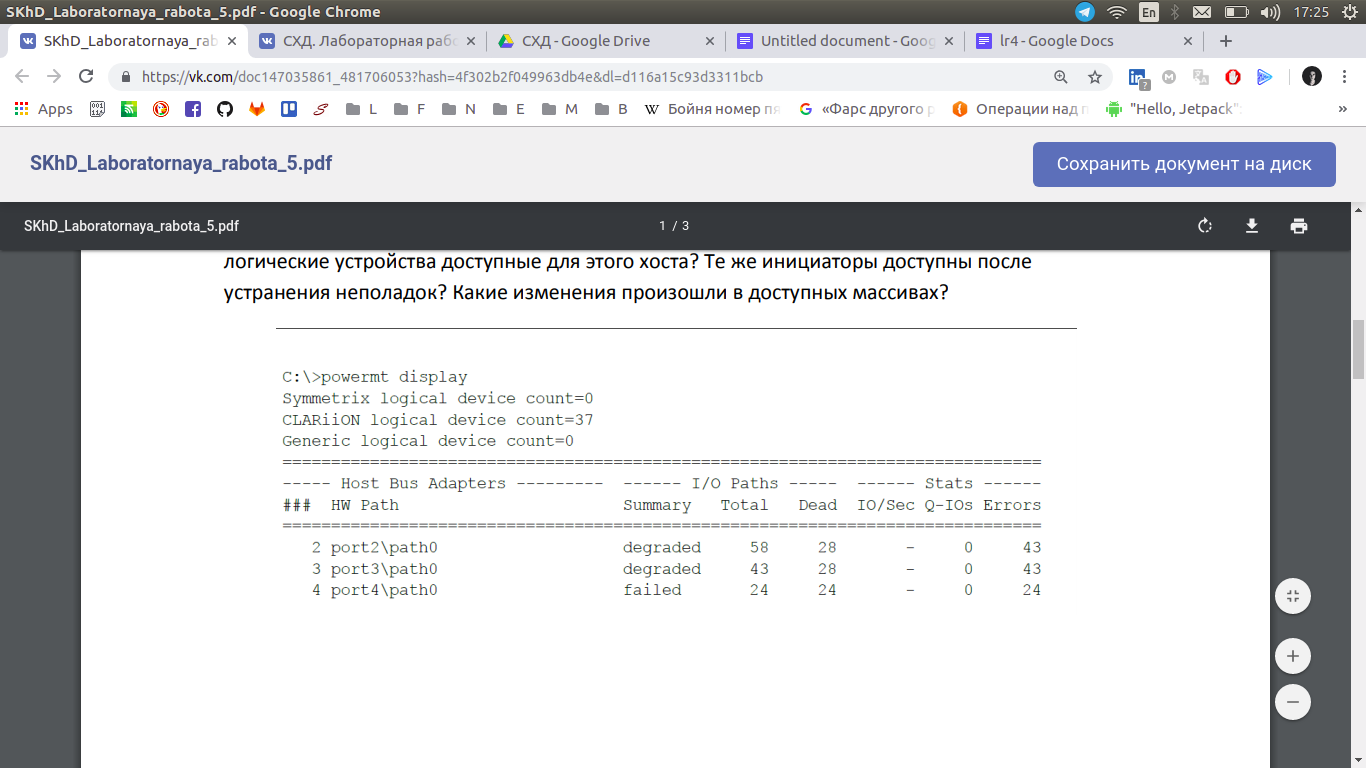 SKhD_Laboratornaya_rabota_5.pdf - Google Chrome
En
17:25
SKhD_Laboratornaya_rab
СХД. Лабораторная рабо
СХД - Google Drive
Untitled document - Goog
lr4 - Google Docs
https://vk.com/doc147035861_481706053?hash=4f302b2f049963db4e&dl=d116a15c93d3311bcb
Apps
L
F
N
E
M
B
Бойня номер пя
«Фарс другого р
Операции над п
"Hello, Jetpack"
SKhD_Laboratornaya_rabota_5.pdf
Сохранить документ на диск
SKhD_Laboratornaya_rabota_5.pdf
1 / 3
логические устройства доступные для этого хоста? Те же инициаторы доступны после
устранения неполадок? Какие изменения произошли в доступных массивах?
C:\>powermt display
Symmetrix logical device count=0
CLARiiON logical device count=37
Generic logical device count=0
==============================================================================
----- Host Bus Adapters ---------  ------ I/O Paths -----  ------ Stats ------
###  HW Path                       Summary   Total   Dead  IO/Sec Q-IOs Errors
==============================================================================
   2 port2\path0                   degraded     58     28       -     0     43
   3 port3\path0                   degraded     43     28       -     0     43
   4 port4\path0                   failed       24     24       -     0     24